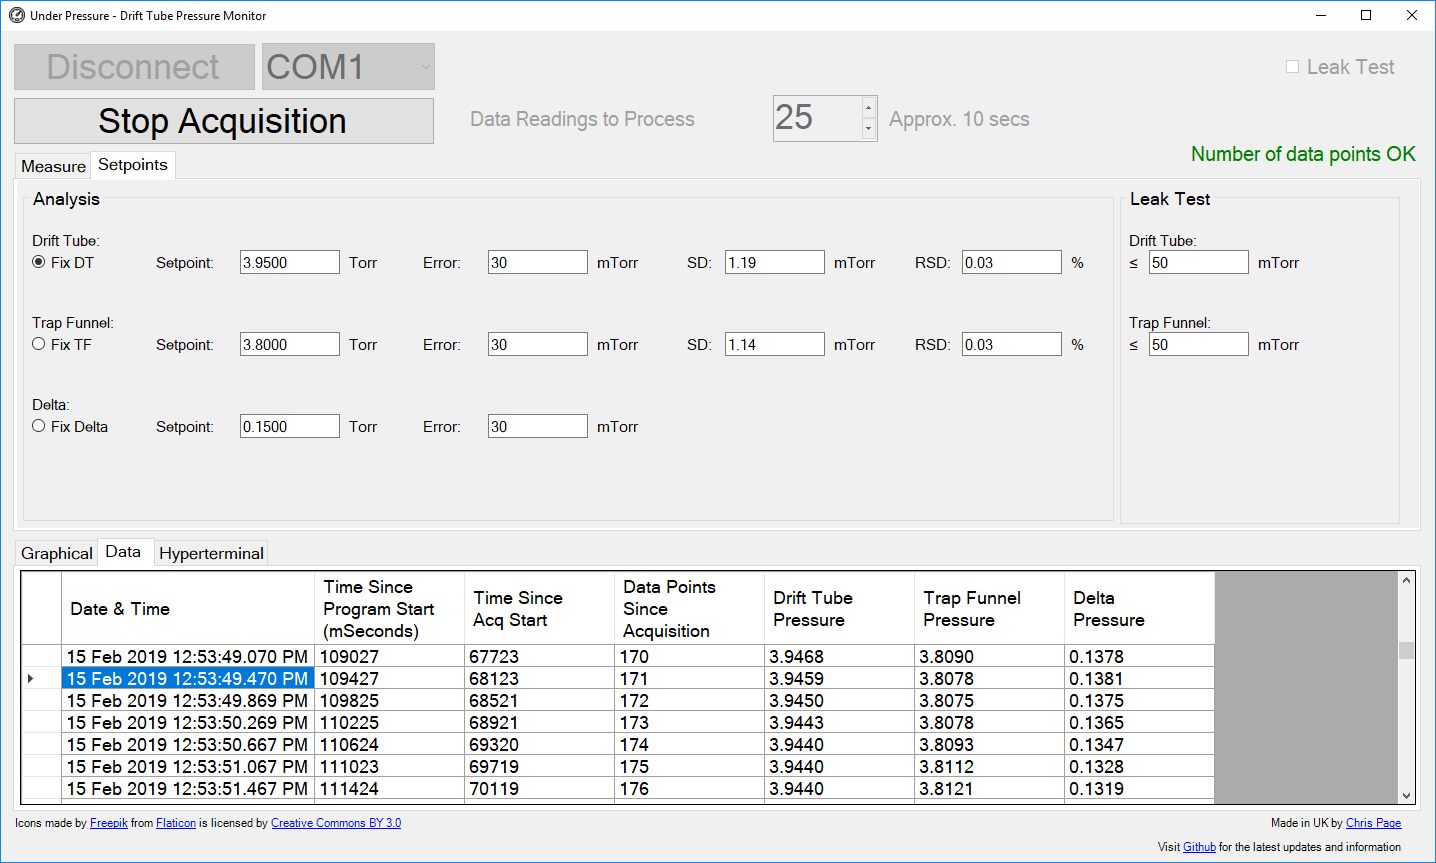 Under Pressure - Drift Tube Pressure Monitor
Disconnect COM1 Leak Test
Stop Acquisition Data Readings to Process 25 Approx. 10 secs
Number of data points OK
Measure Setpoints
Analysis Leak Test
Drift Tube: Drift Tube:
Fix DT Setpoint: 3.9500 Torr Error: 30 mTorr SD: 1.19 mTorr RSD: 0.03 % ≤ 50 mTorr
Trap Funnel: Trap Funnel:
Fix TF Setpoint: 3.8000 Torr Error: 30 mTorr SD: 1.14 mTorr RSD: 0.03 % ≤ 50 mTorr
Delta:
Fix Delta Setpoint: 0.1500 Torr Error: 30 mTorr
Graphical Data Hyperterminal
Date & Time Time Since Program Start (mSeconds) Time Since Acq Start Data Points Since Acquisition Drift Tube Pressure Trap Funnel Pressure Delta Pressure
15 Feb 2019 12:53:49.070 PM 109027 67723 170 3.9468 3.8090 0.1378
15 Feb 2019 12:53:49.470 PM 109427 68123 171 3.9459 3.8078 0.1381
15 Feb 2019 12:53:49.869 PM 109825 68521 172 3.9450 3.8075 0.1375
15 Feb 2019 12:53:50.269 PM 110225 68921 173 3.9443 3.8078 0.1365
15 Feb 2019 12:53:50.667 PM 110624 69320 174 3.9440 3.8093 0.1347
15 Feb 2019 12:53:51.067 PM 111023 69719 175 3.9440 3.8112 0.1328
15 Feb 2019 12:53:51.467 PM 111424 70119 176 3.9440 3.8121 0.1319
Icons made by Freepik from Flaticon is licensed by Creative Commons BY 3.0 Made in UK by Chris Page
Visit Github for the latest updates and information